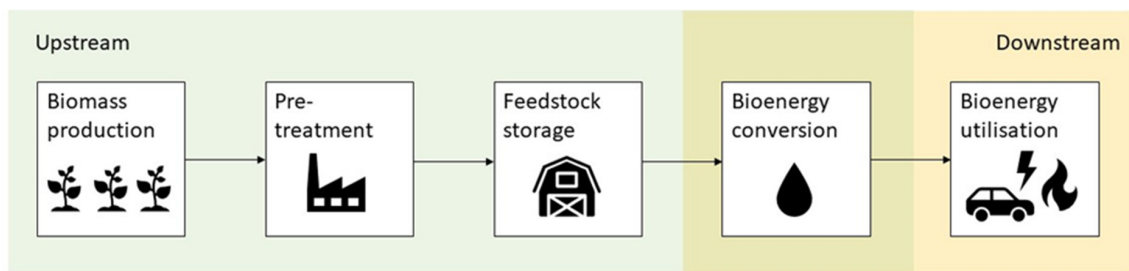 Upstream
Downstream
Biomass
production
Pre-
treatment
Feedstock
storage
Bioenergy
conversion
Bioenergy
utilisation